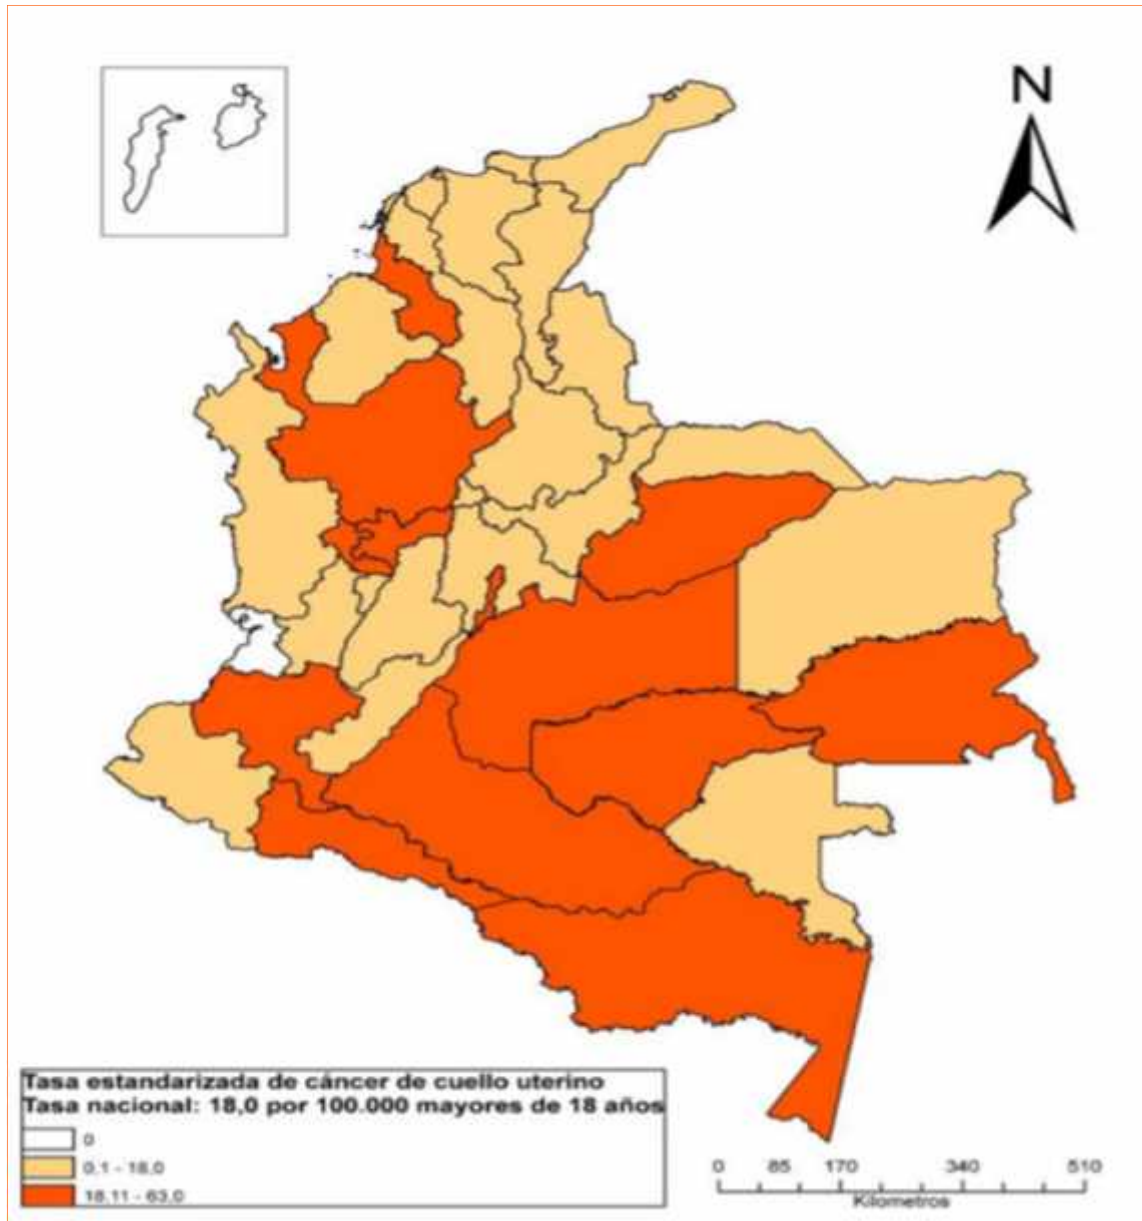 N
Tasa estandarizada de cáncer de cuello uterino
Tasa nacional: 18,0 por 100.000 mayores de 18 años
0
0.1 - 18,0
18.11 - 63,0
0 85 170 340 510
Kilometros